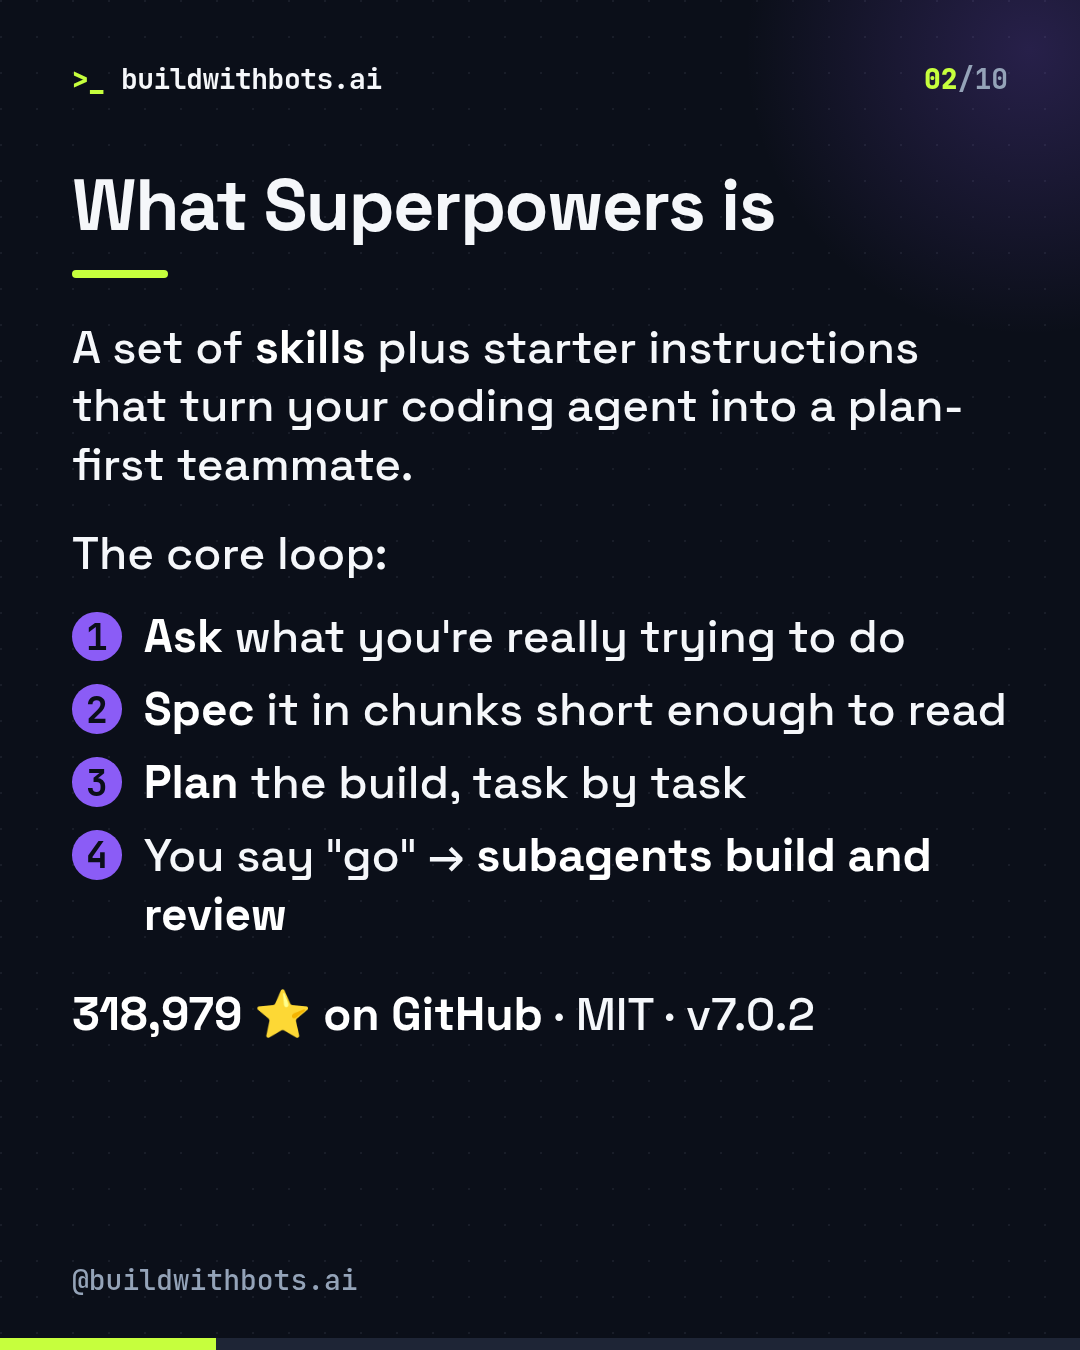 >_ buildwithbots.ai
02/10
What Superpowers is
A set of skills plus starter instructions
that turn your coding agent into a plan-
first teammate.
The core loop:
1 Ask what you're really trying to do
2 Spec it in chunks short enough to read
3 Plan the build, task by task
4 You say "go" → subagents build and
review
318,979 ⭐ on GitHub · MIT · v7.0.2
@buildwithbots.ai